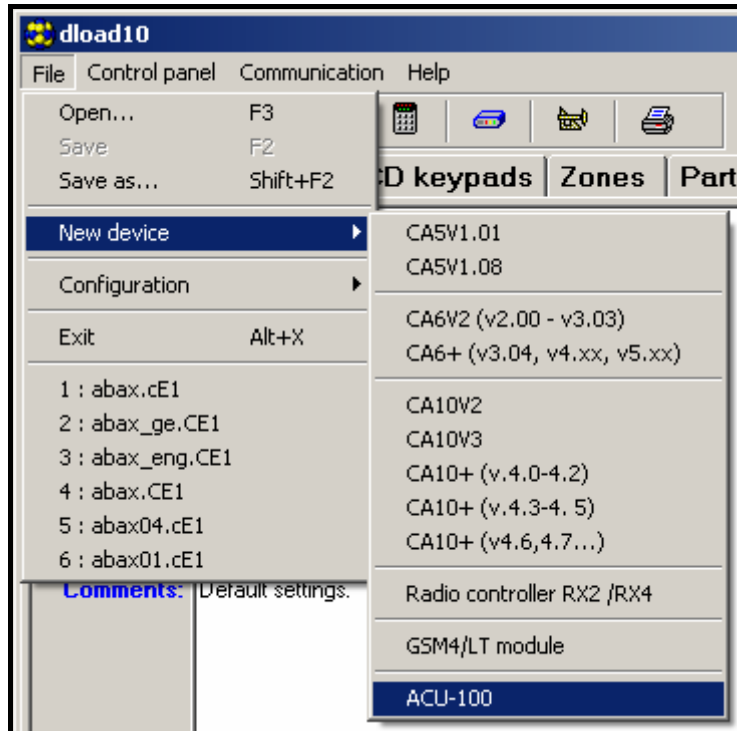 dload10
File Control panel Communication Help
Open... F3
Save F2
Save as... Shift+F2
D keypads Zones Part
New device
Configuration
Exit Alt+X
1 : abax.cE1
2 : abax_ge.CE1
3 : abax_eng.CE1
4 : abax.CE1
5 : abax04.cE1
6 : abax01.cE1
CA5V1.01
CA5V1.08
CA6V2 (v2.00 - v3.03)
CA6+ (v3.04, v4.xx, v5.xx)
CA10V2
CA10V3
CA10+ (v.4.0-4.2)
CA10+ (v.4.3-4. 5)
CA10+ (v4.6,4.7...)
Radio controller RX2 /RX4
GSM4/LT module
ACU-100
Comments: Default settings.